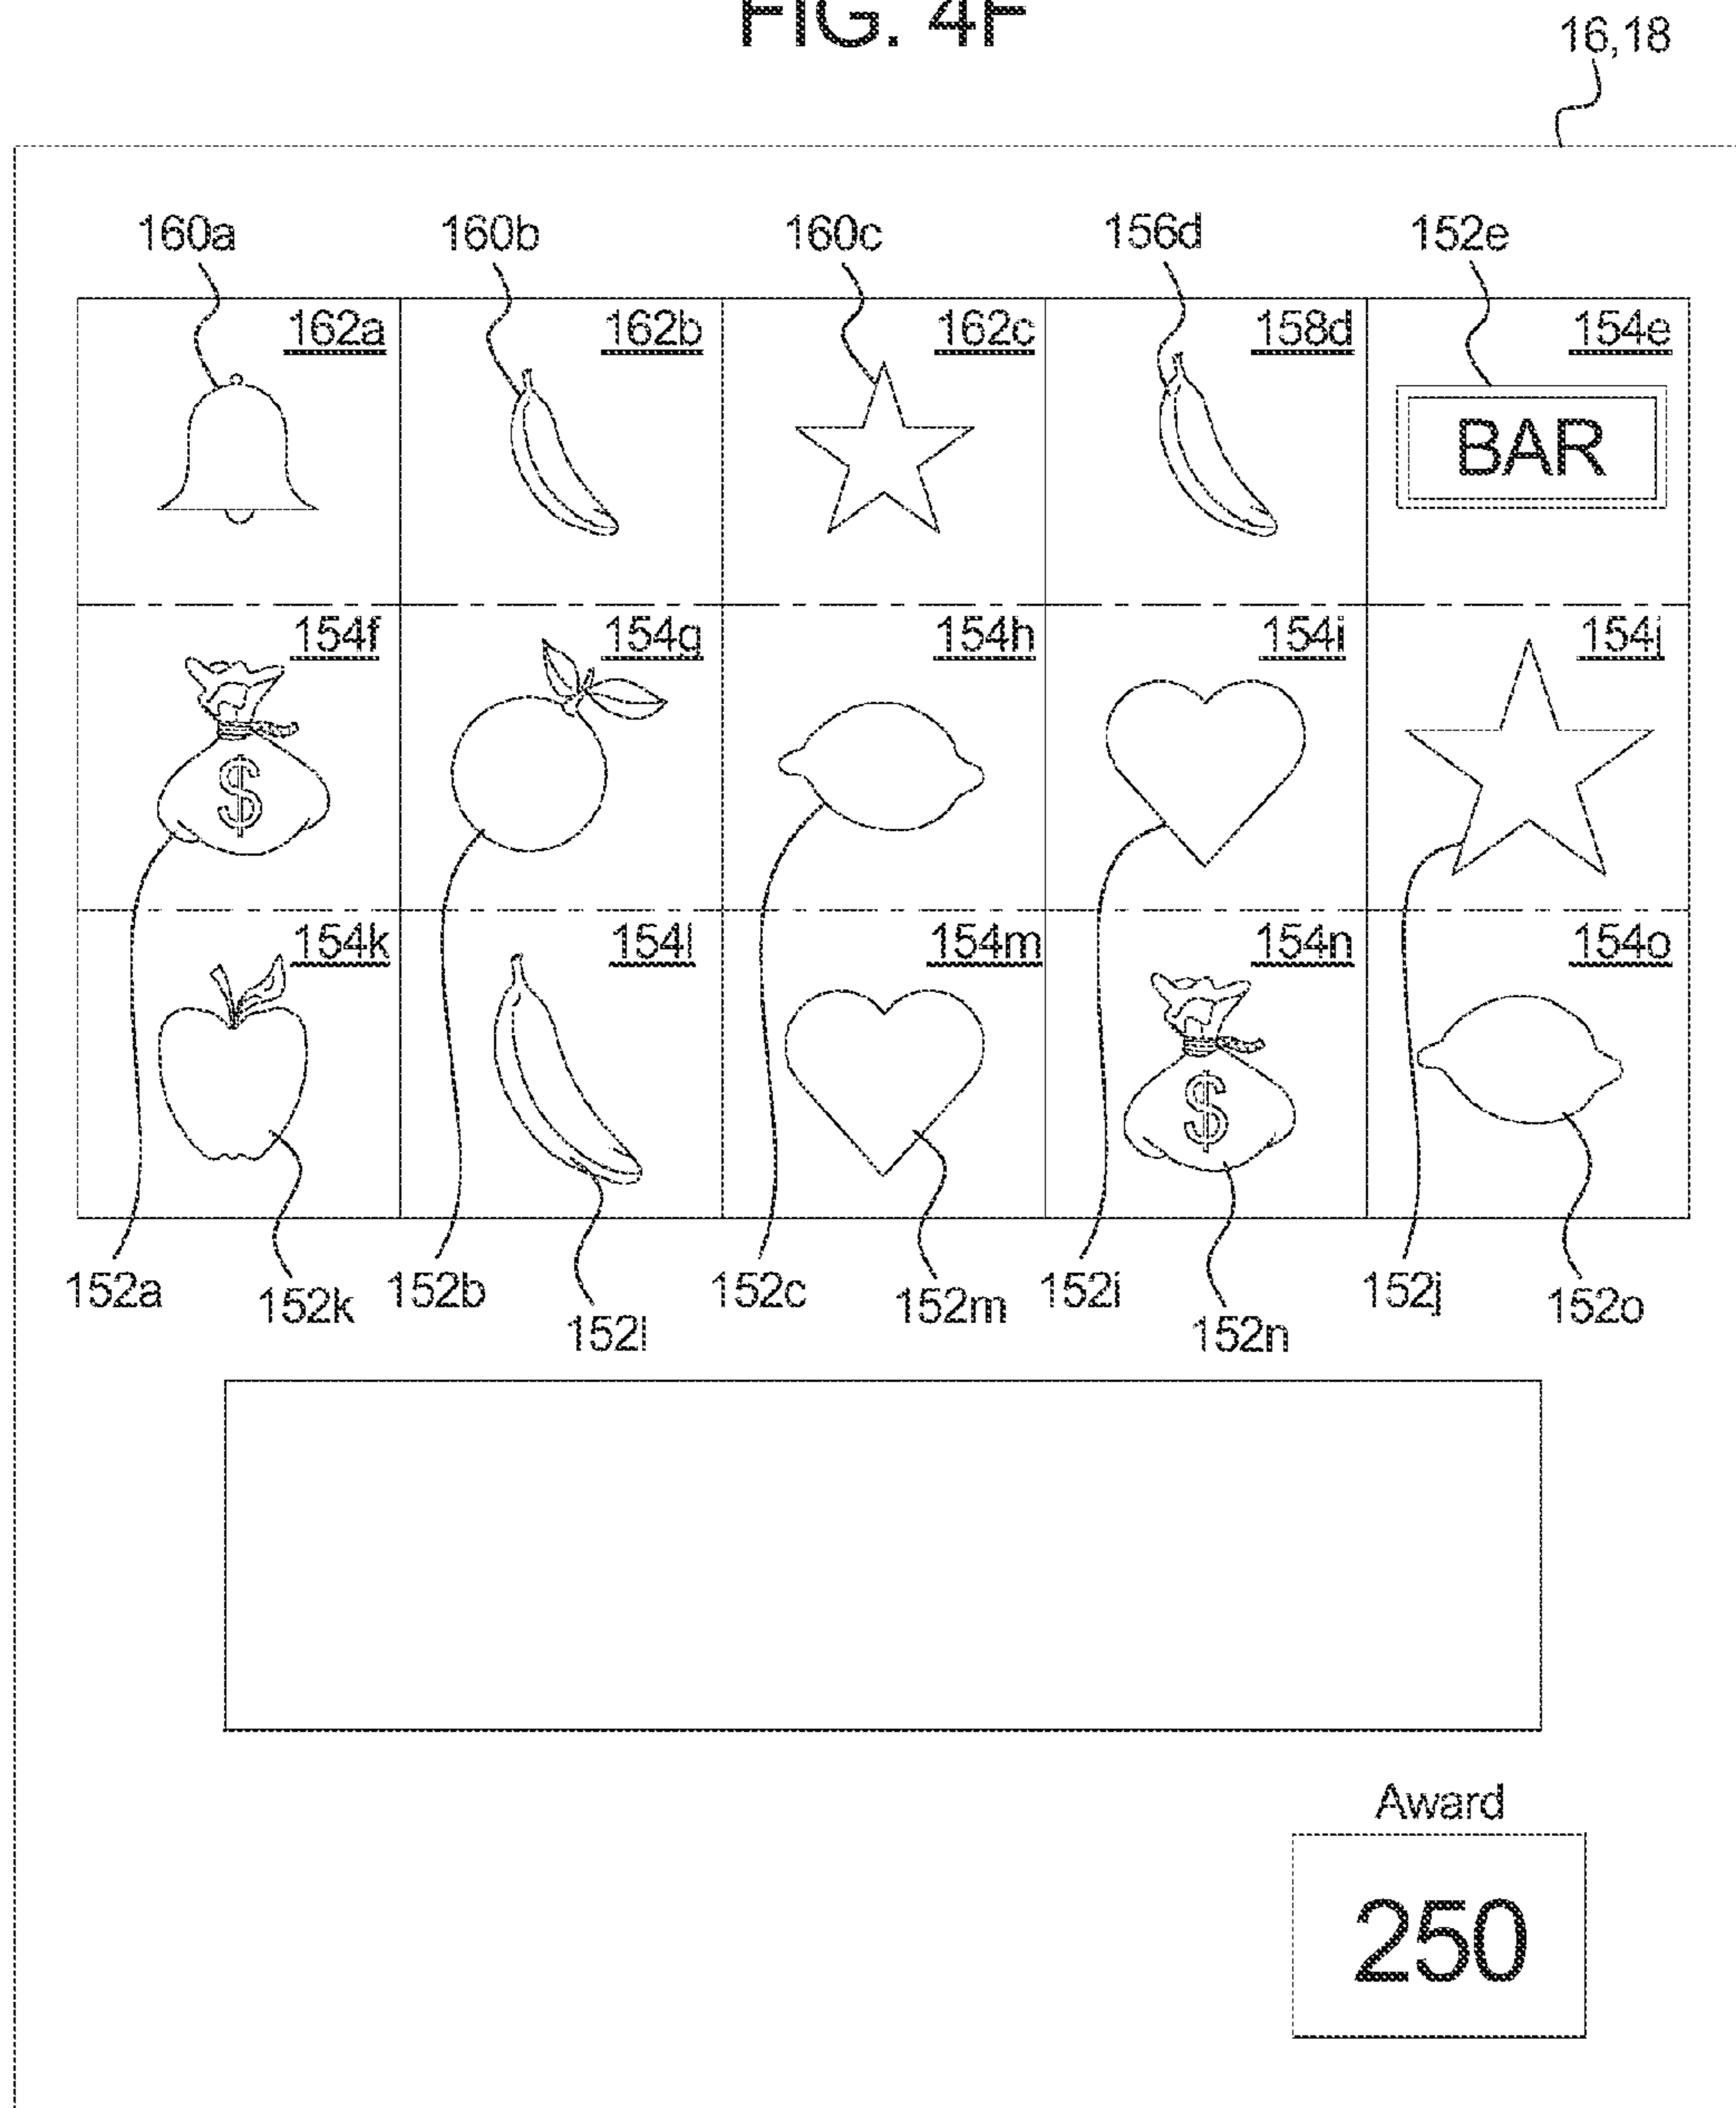 FIG. 4F
16,18
160a 160b 160c 156d 152e
162a 162b 162c 158d 154e
BAR
154f 154g 154h 154i 154j
$
154k 154l 154m 154n 154o
$
152a 152k 152b 152l 152c 152m 152i 152n 152j 152o
Award
250